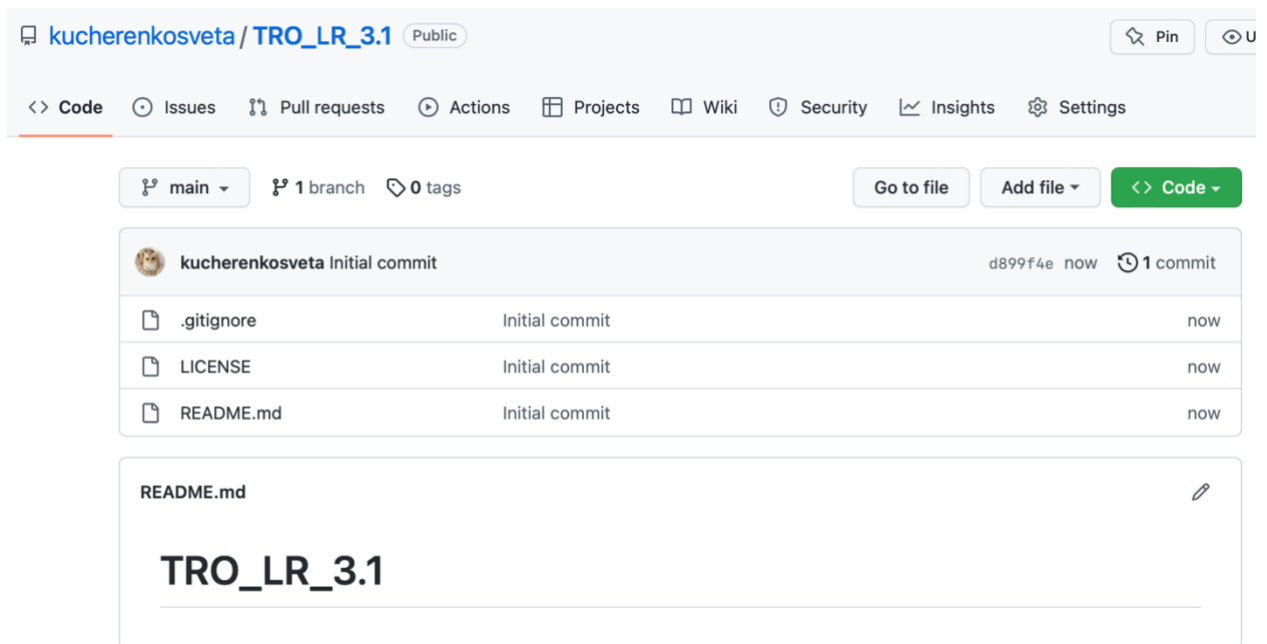 kucherenkosveta / TRO_LR_3.1 Public Pin U
Code Issues Pull requests Actions Projects Wiki Security Insights Settings
main 1 branch 0 tags Go to file Add file Code
kucherenkosveta Initial commit d899f4e now 1 commit
.gitignore Initial commit now
LICENSE Initial commit now
README.md Initial commit now
README.md
TRO_LR_3.1